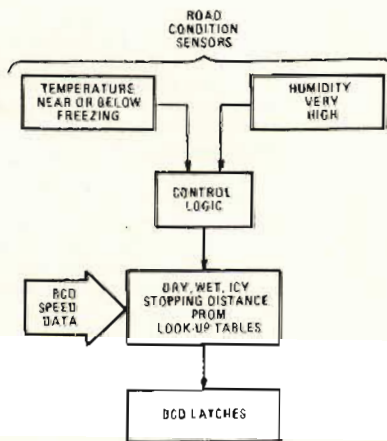 ROAD
CONDITION
SENSORS
TEMPERATURE
NEAR OR BELOW
FREEZING
HUMIDITY
VERY
HIGH
CONTROL
LOGIC
BCD
SPEED
DATA
DRY, WET, ICY
STOPPING DISTANCE
PROM
LOOK-UP TABLES
BCD LATCHES